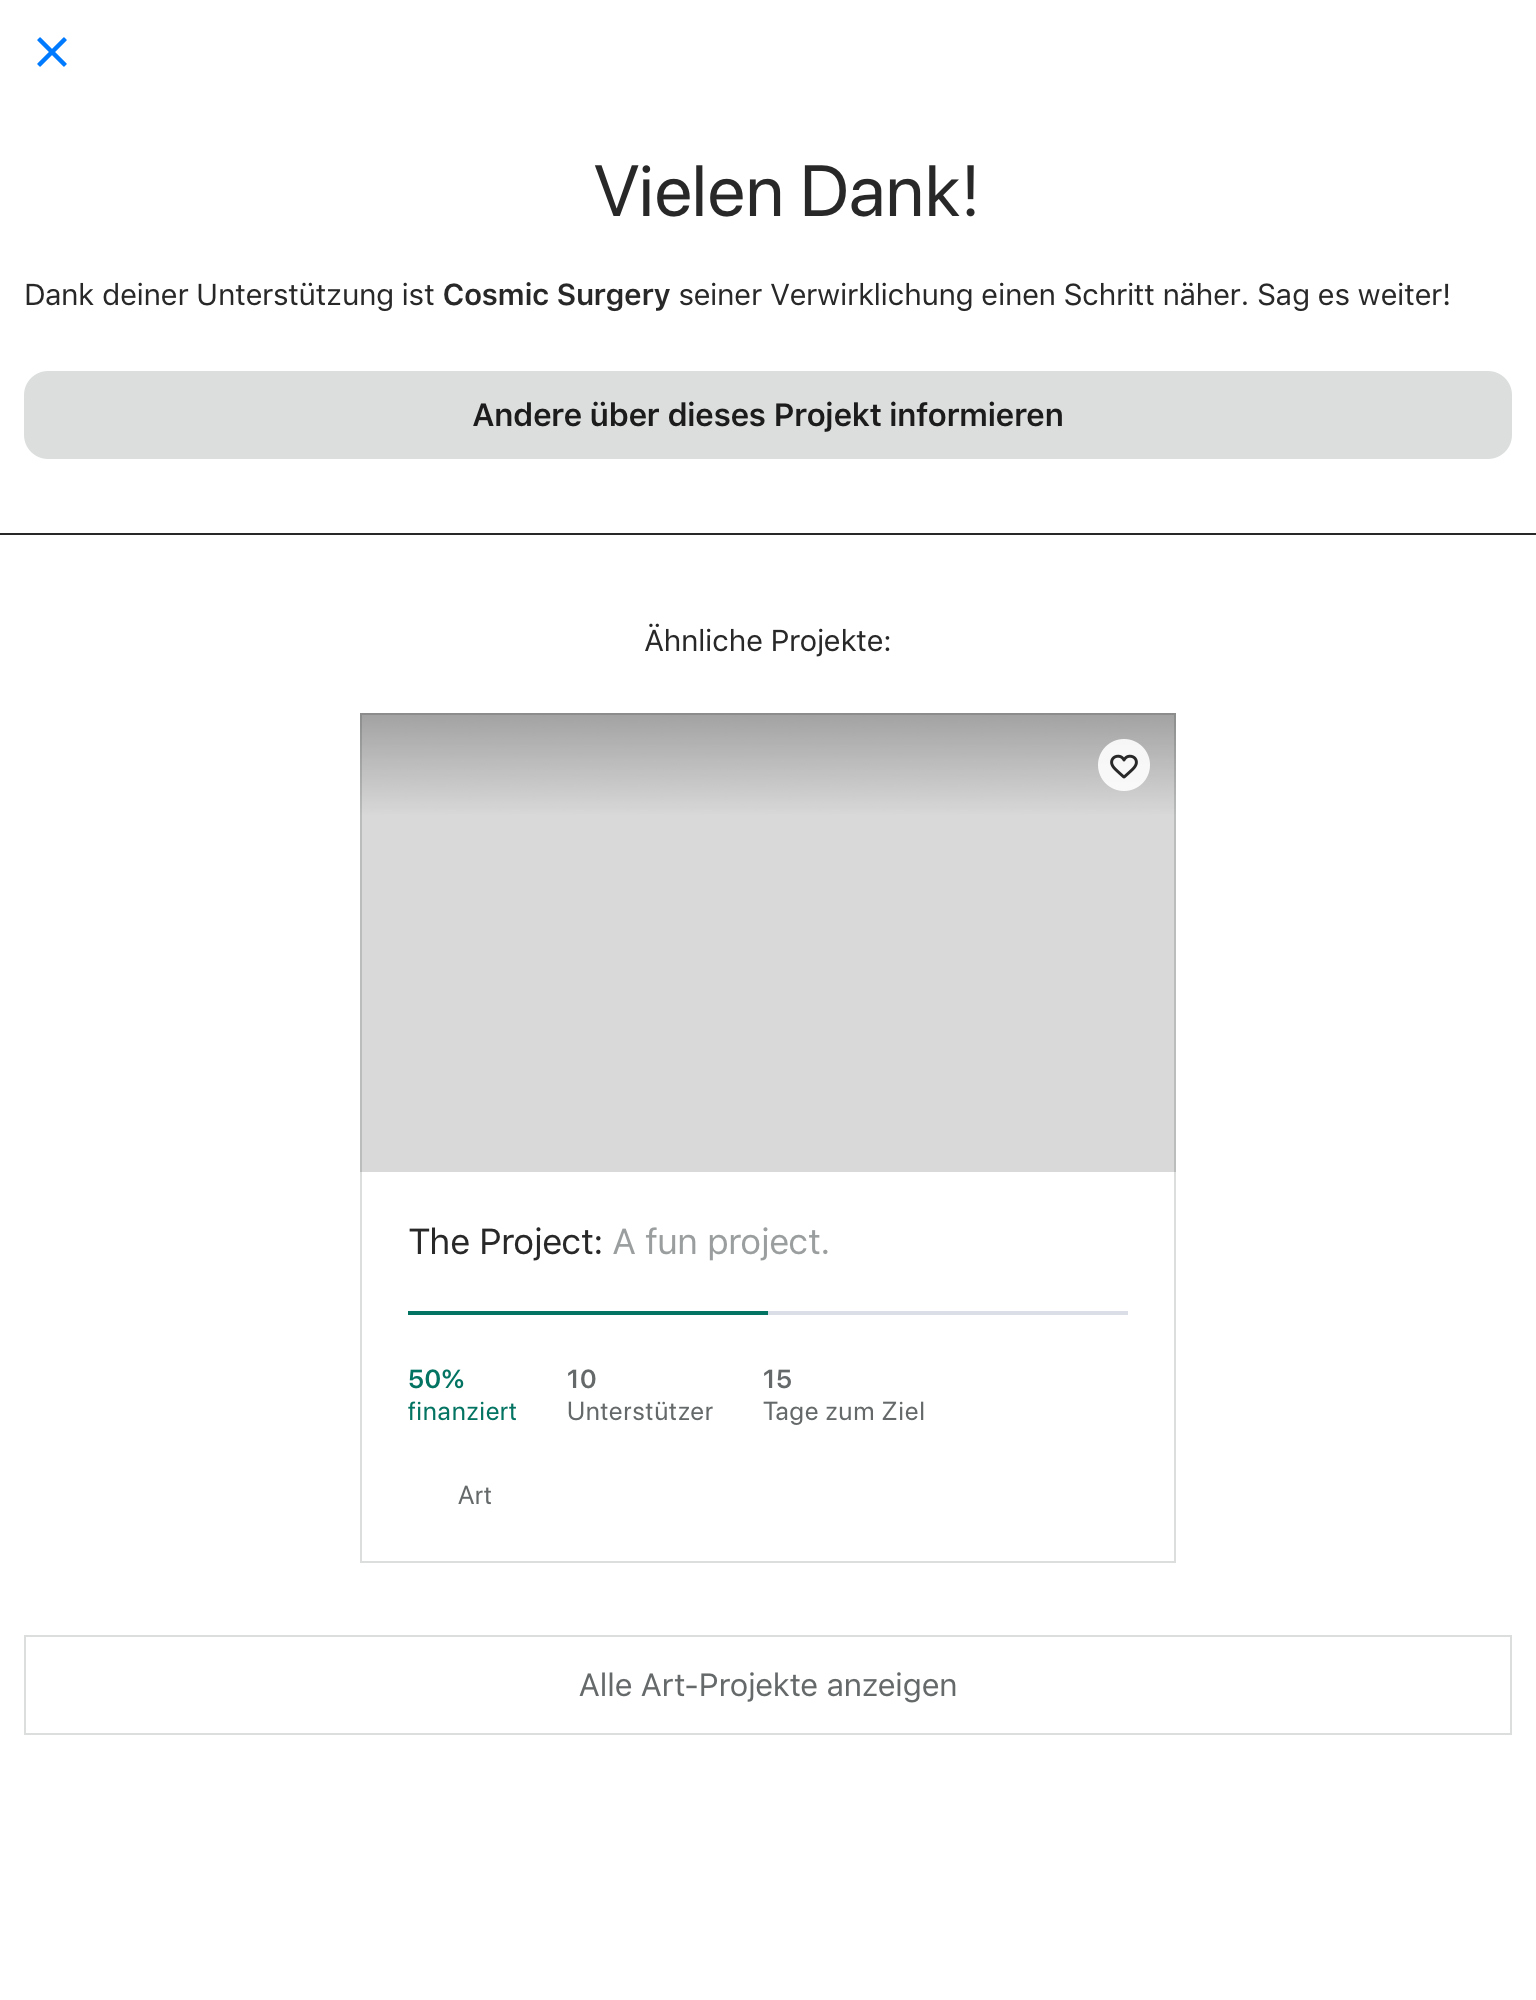 Vielen Dank!
Dank deiner Unterstützung ist Cosmic Surgery seiner Verwirklichung einen Schritt näher. Sag es weiter!
Andere über dieses Projekt informieren
Ähnliche Projekte:
The Project: A fun project.
50% 10 15
finanziert Unterstützer Tage zum Ziel
Art
Alle Art-Projekte anzeigen